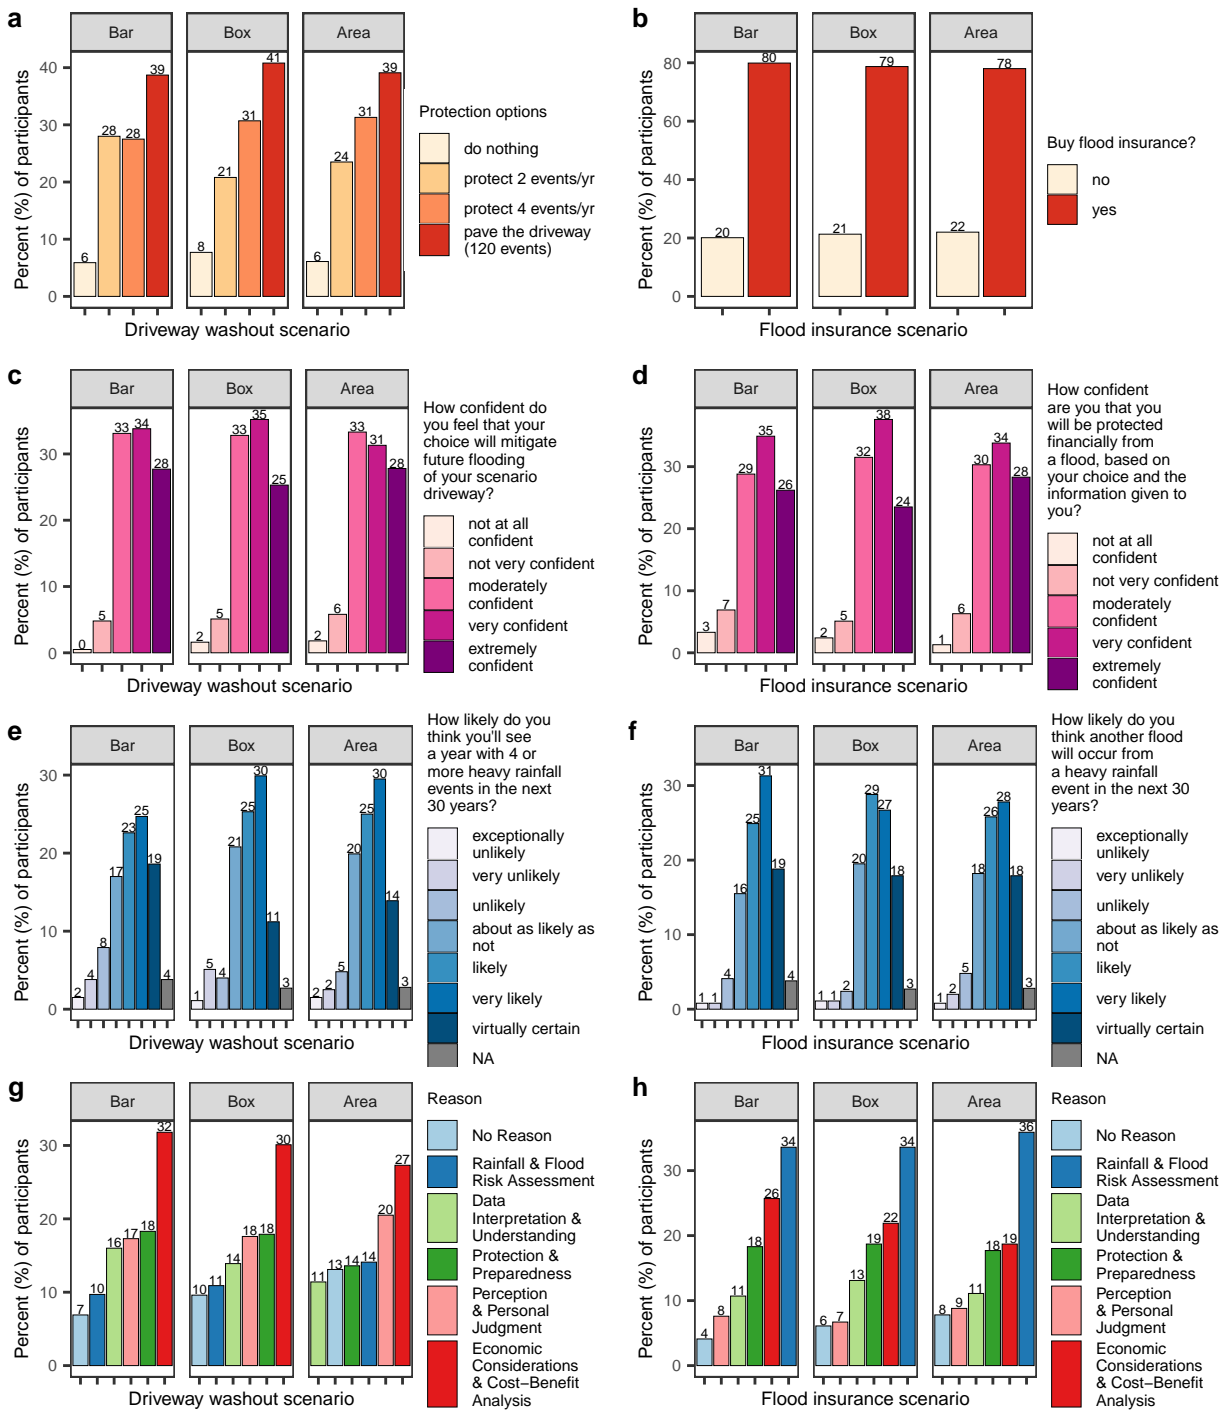 a
Bar
Box
Area
Percent (%) of participants
40
30
20
10
0
6
28
28
39
8
21
31
41
6
24
31
39
Driveway washout scenario
Protection options
do nothing
protect 2 events/yr
protect 4 events/yr
pave the driveway
(120 events)
b
Bar
Box
Area
Percent (%) of participants
80
60
40
20
0
20
80
21
79
22
78
Flood insurance scenario
Buy flood insurance?
no
yes
c
Bar
Box
Area
Percent (%) of participants
30
20
10
0
0
5
33
34
28
2
5
33
35
25
2
6
33
31
28
Driveway washout scenario
How confident do
you feel that your
choice will mitigate
future flooding
of your scenario
driveway?
not at all
confident
not very confident
moderately
confident
very confident
extremely
confident
d
Bar
Box
Area
Percent (%) of participants
30
20
10
0
3
7
29
35
26
2
5
32
38
24
1
6
30
34
28
Flood insurance scenario
How confident
are you that you
will be protected
financially from
a flood, based on
your choice and the
information given to
you?
not at all
confident
not very confident
moderately
confident
very confident
extremely
confident
e
Bar
Box
Area
Percent (%) of participants
30
20
10
0
2
4
8
17
23
25
19
4
1
5
4
21
25
30
11
3
2
2
5
20
25
30
14
3
Driveway washout scenario
How likely do you
think you'll see
a year with 4 or
more heavy rainfall
events in the next
30 years?
exceptionally
unlikely
very unlikely
unlikely
about as likely as
not
likely
very likely
virtually certain
NA
f
Bar
Box
Area
Percent (%) of participants
30
20
10
0
1
1
4
16
25
31
19
4
1
1
2
20
29
27
18
3
1
2
5
18
26
28
18
3
Flood insurance scenario
How likely do you
think another flood
will occur from
a heavy rainfall
event in the next 30
years?
exceptionally
unlikely
very unlikely
unlikely
about as likely as
not
likely
very likely
virtually certain
NA
g
Bar
Box
Area
Percent (%) of participants
30
20
10
0
7
10
16
17
18
32
10
11
14
18
18
30
11
13
14
14
20
27
Driveway washout scenario
Reason
No Reason
Rainfall & Flood
Risk Assessment
Data
Interpretation &
Understanding
Protection &
Preparedness
Perception
& Personal
Judgment
Economic
Considerations
& Cost−Benefit
Analysis
h
Bar
Box
Area
Percent (%) of participants
30
20
10
0
4
8
11
18
26
34
6
7
13
19
22
34
8
9
11
18
19
36
Flood insurance scenario
Reason
No Reason
Rainfall & Flood
Risk Assessment
Data
Interpretation &
Understanding
Protection &
Preparedness
Perception
& Personal
Judgment
Economic
Considerations
& Cost−Benefit
Analysis